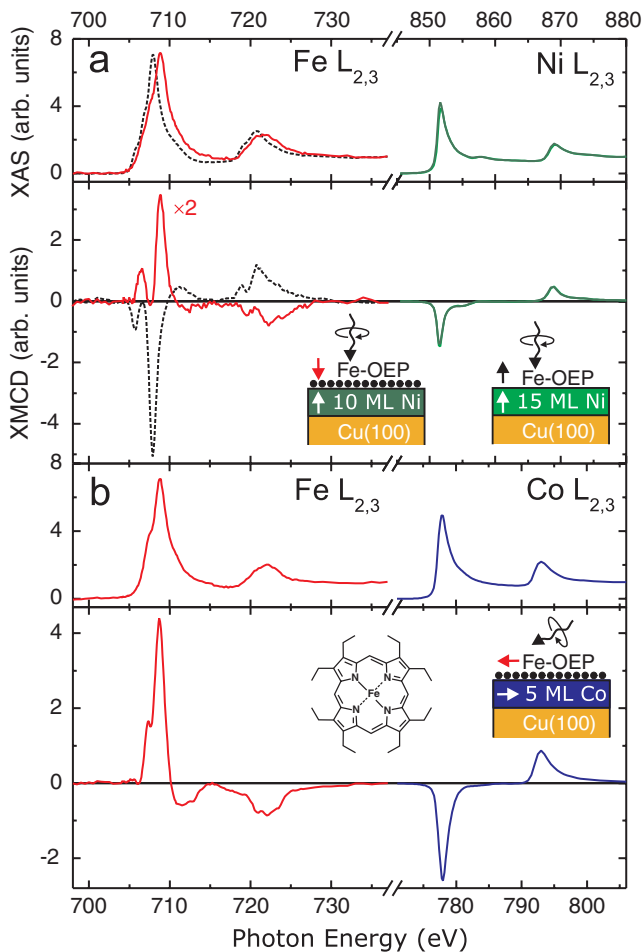 700 710 720 730 850 860 870 880
a Fe L2,3 Ni L2,3
XAS (arb. units)
8
4
0
×2
XMCD (arb. units)
2
0
-2
-4
Fe-OEP
10 ML Ni
Cu(100)
Fe-OEP
15 ML Ni
Cu(100)
8
b Fe L2,3 Co L2,3
4
0
4
2
0
-2
N
N Fe N
N
Fe-OEP
5 ML Co
Cu(100)
700 710 720 730 780 790 800
Photon Energy (eV)